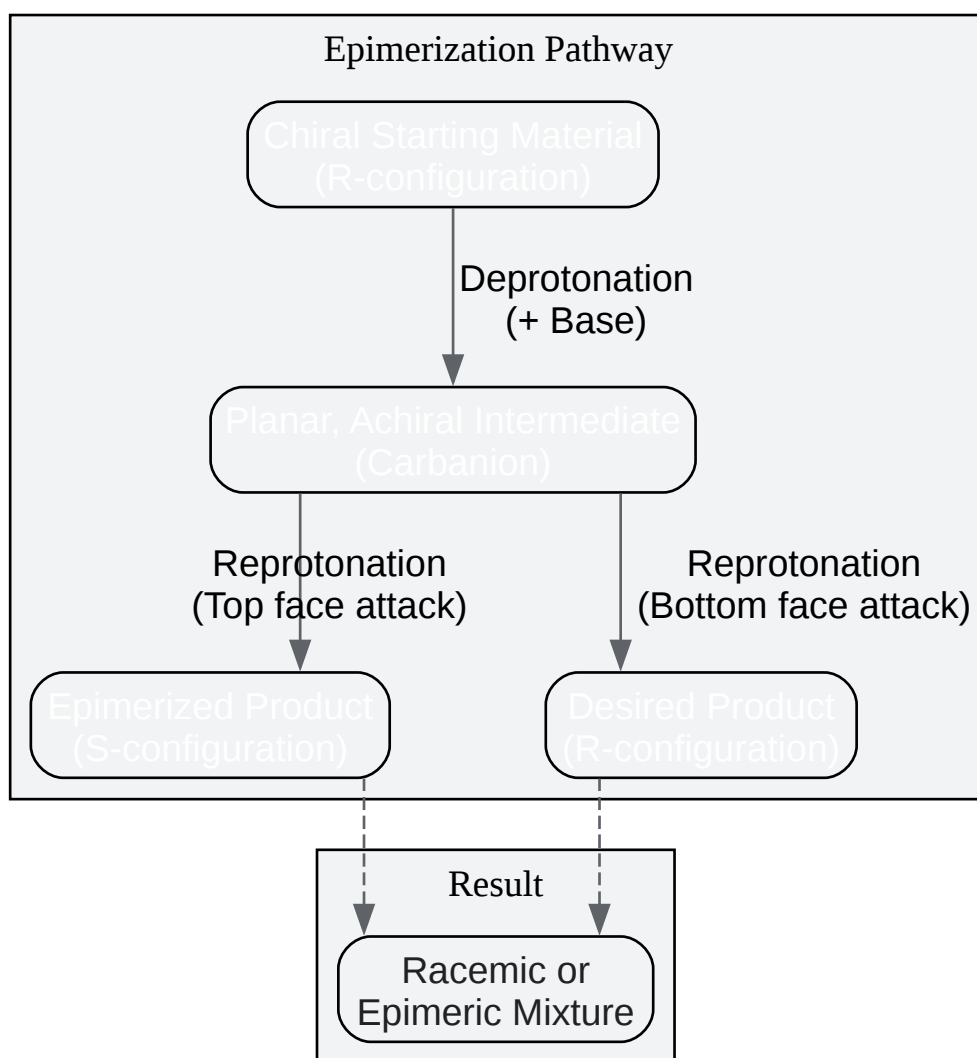 Epimerization Pathway
Chiral Starting Material
(R-configuration)
Deprotonation
(+ Base)
Planar, Achiral Intermediate
(Carbanion)
Reprotonation
(Top face attack)
Reprotonation
(Bottom face attack)
Epimerized Product
(S-configuration)
Desired Product
(R-configuration)
Result
Racemic or
Epimeric Mixture